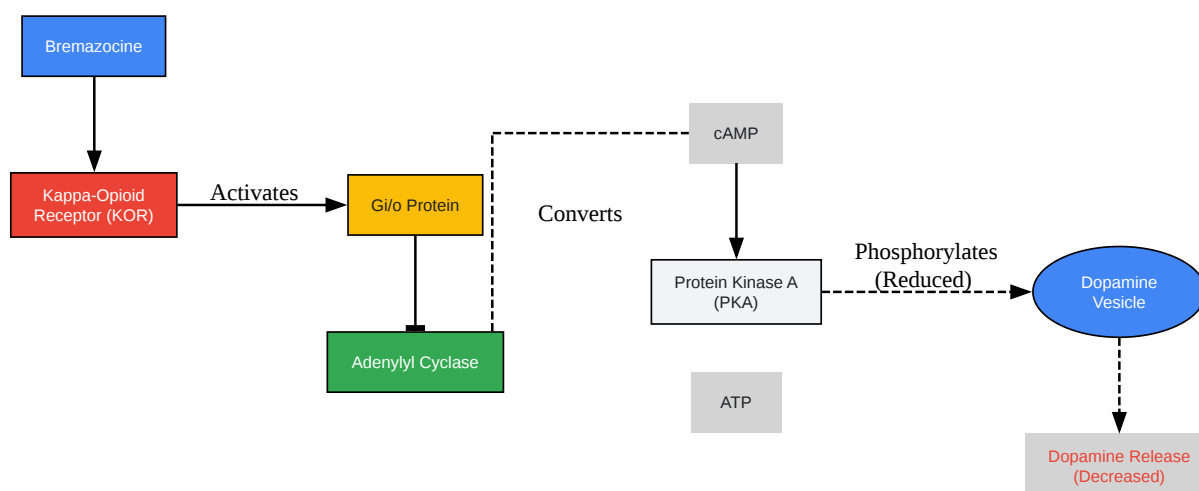 Bremazocine
cAMP
Kappa-Opioid
Receptor (KOR)
Activates
Gi/o Protein
Converts
Phosphorylates
(Reduced)
Protein Kinase A
(PKA)
Dopamine
Vesicle
Adenylyl Cyclase
ATP
Dopamine Release
(Decreased)